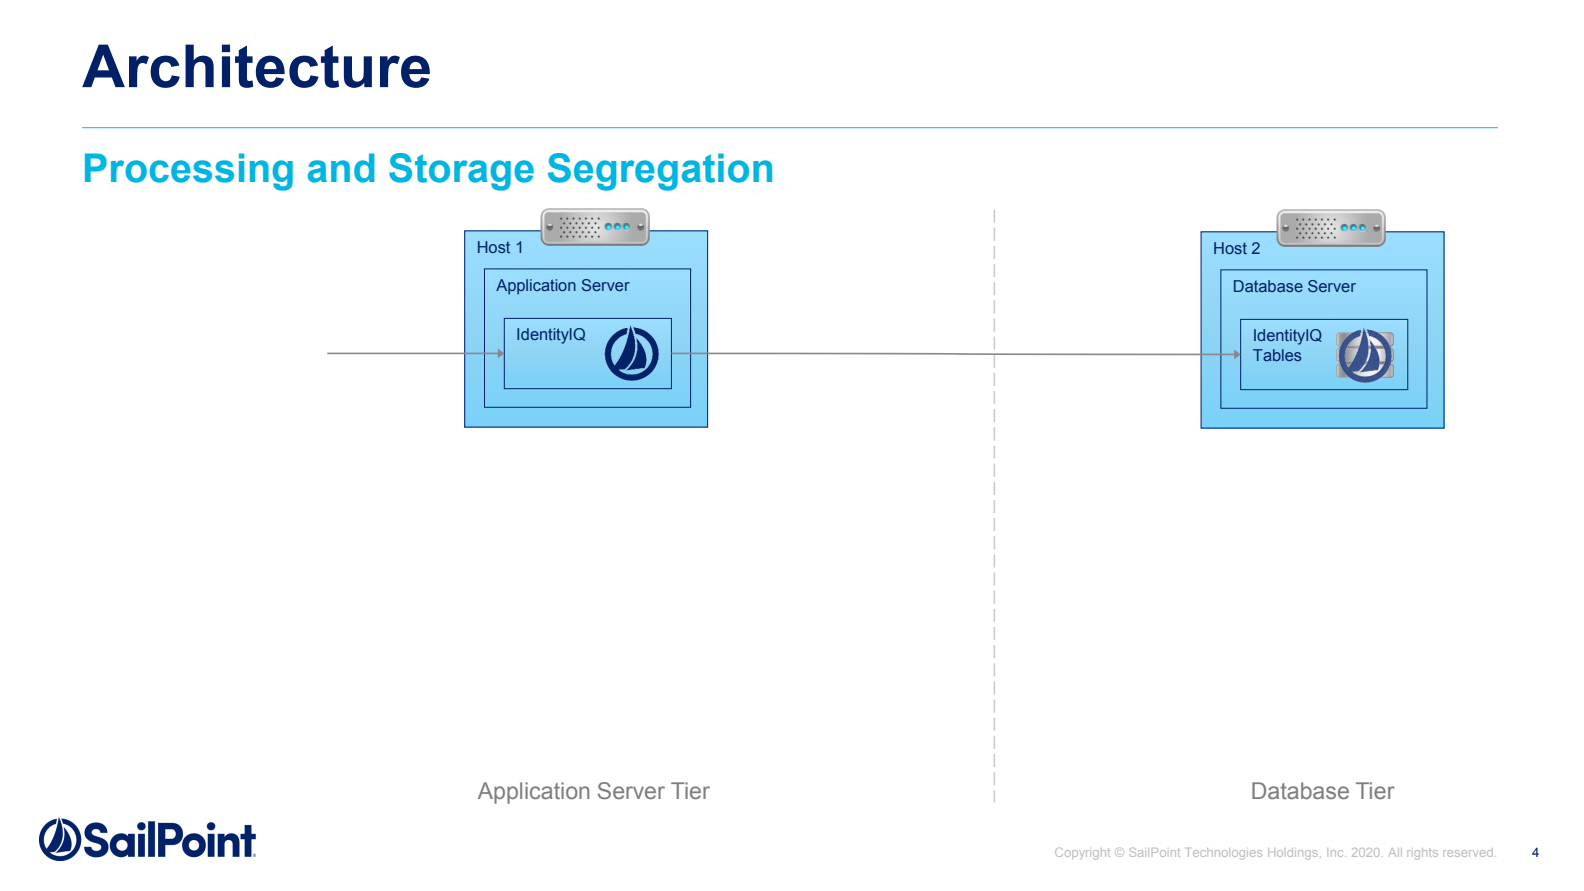 Architecture
Processing and Storage Segregation
Host 1
Application Server
IdentityIQ
Host 2
Database Server
IdentityIQ
Tables
Application Server Tier
Database Tier
SailPoint
Copyright © SailPoint Technologies Holdings, Inc. 2020. All rights reserved.
4